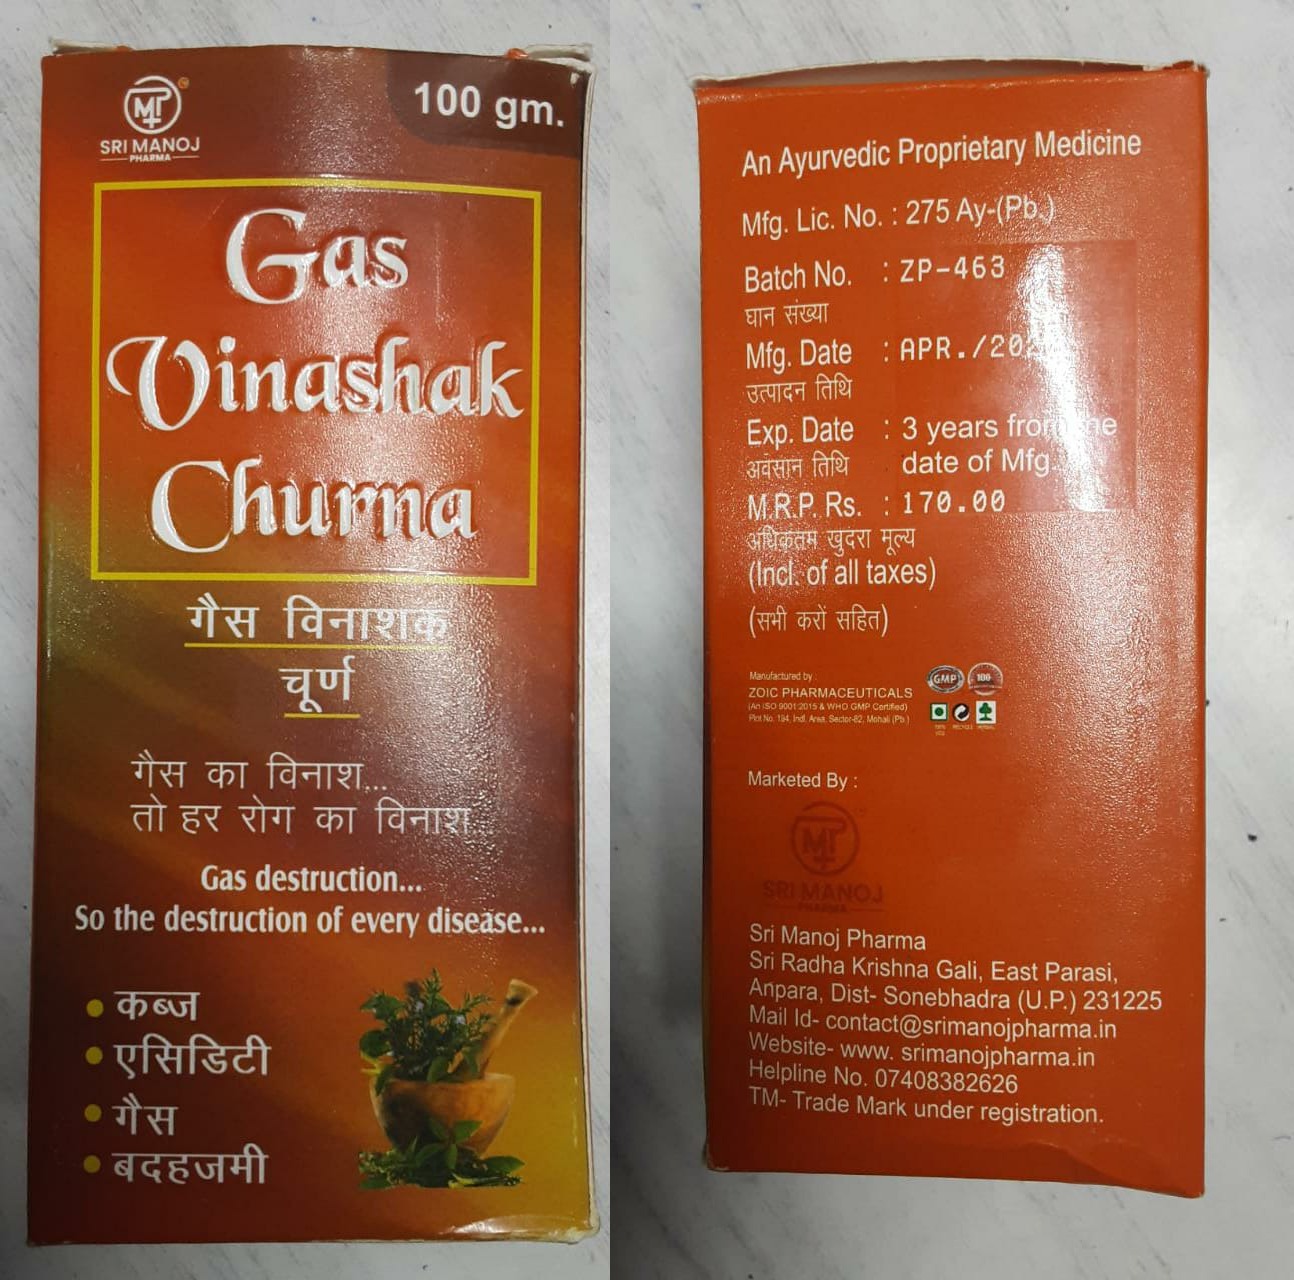 MT
SRI MANOJ
PHARMA
100 gm.
Gas
Vinashak
Churna
गैस विनाशक
चूर्ण
गैस का विनाश...
तो हर रोग का विनाश
Gas destruction...
So the destruction of every disease...
कब्ज
एसिडिटी
गैस
बदहजमी
An Ayurvedic Proprietary Medicine
Mfg. Lic. No. : 275 Ay-(Pb.)
Batch No. : ZP-463
घान संख्या
Mfg. Date : APR./20
उत्पादन तिथि
Exp. Date : 3 years from the
अवसान तिथि date of Mfg.
M.R.P. Rs. : 170.00
अधिकतम खुदरा मूल्य
(Incl. of all taxes)
(सभी करों सहित)
Manufactured by :
ZOIC PHARMACEUTICALS
(An ISO 9001:2015 & WHO GMP Certified)
Plot No. 194, Indl. Area, Sector-82, Mohali (Pb.)
GMP 100
Marketed By :
MT
SRI MANOJ
PHARMA
Sri Manoj Pharma
Sri Radha Krishna Gali, East Parasi,
Anpara, Dist- Sonebhadra (U.P.) 231225
Mail Id- contact@srimanojpharma.in
Website- www. srimanojpharma.in
Helpline No. 07408382626
TM- Trade Mark under registration.